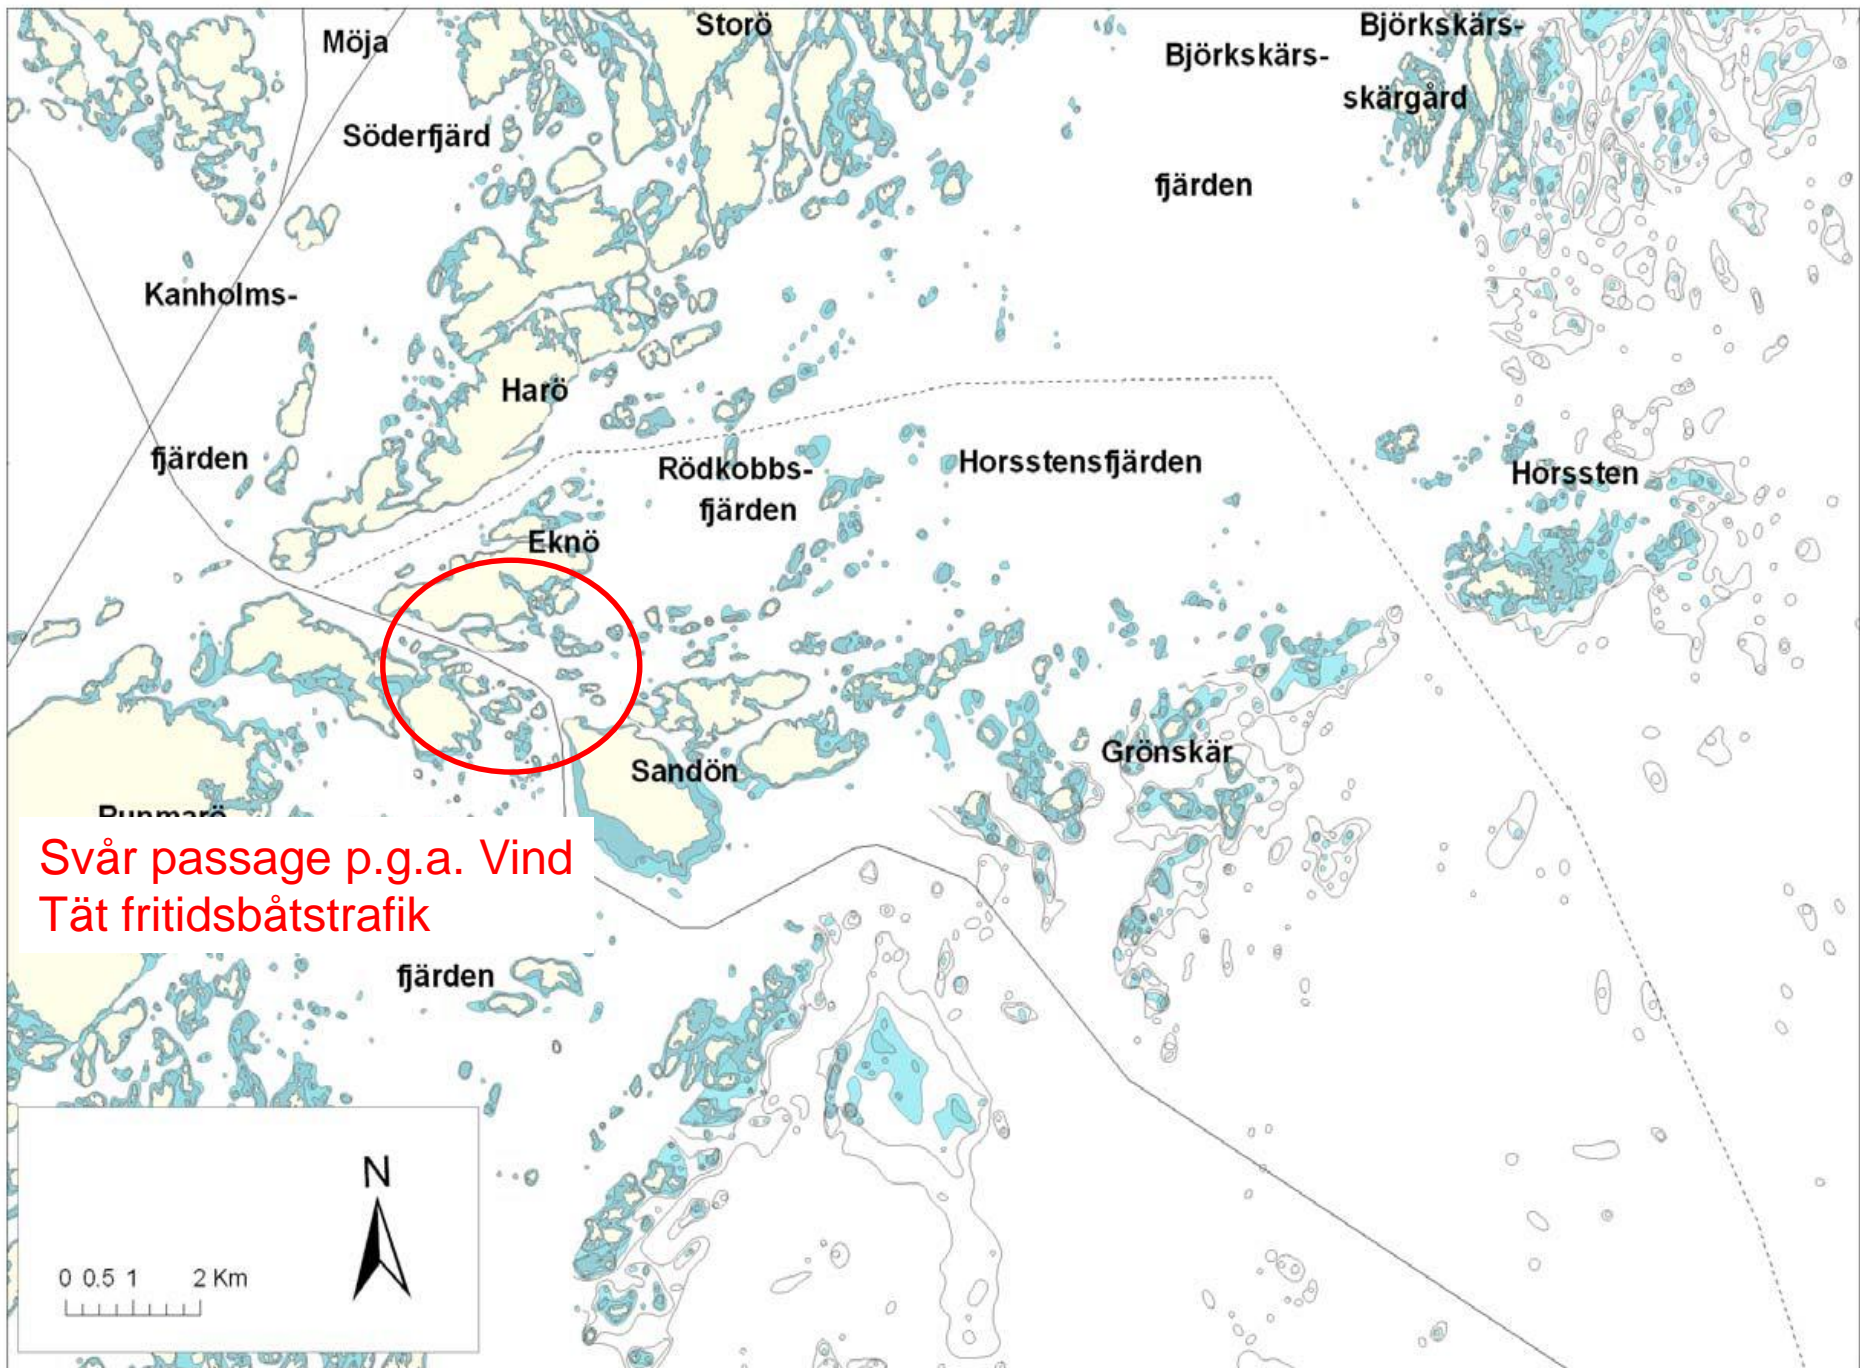 Storö
Björkskärs-
Möja
Björkskärs-
skärgård
Söderfjärd
fjärden
Kanholms-
Harö
fjärden
Rödkobbs-
fjärden
Horsstensfjärden
Horssten
Eknö
Sandön
Grönskär
Svår passage p.g.a. Vind
Tät fritidsbåtstrafik
fjärden
N
0 0.5 1 2 Km